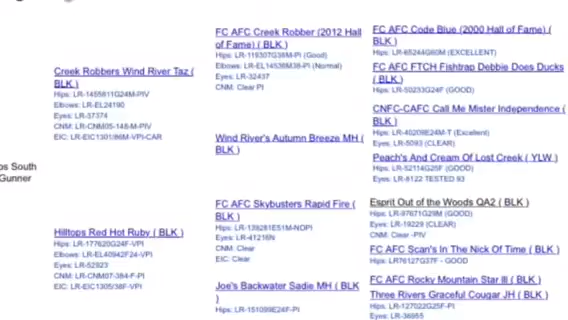 os South
Gunner
Creek Robbers Wind River Taz (
BLK )
Hips: LR-1455811G24M-PIV
Elbows: LR-EL24190
Eyes: LR-37374
CNM: LR-CNM05-148-M-PIV
EIC: LR-EIC1301/86M-VPI-CAR
Hilltops Red Hot Ruby ( BLK )
Hips: LR-177620G24F-VPI
Elbows: LR-EL40942F24-VPI
Eyes: LR-52923
CNM: LR-CNM07-384-F-PI
EIC: LR-EIC1305/38F-VPI
FC AFC Creek Robber (2012 Hall
of Fame) ( BLK )
Hips: LR-119307G38M-PI (Good)
Elbows: LR-EL14536M38-PI (Normal)
Eyes: LR-32437
CNM: Clear PI
Wind River's Autumn Breeze MH (
BLK )
FC AFC Skybusters Rapid Fire (
BLK )
Hips: LR-139281E51M-NOPI
Eyes: LR-41216N
CNM: Clear
EIC: Clear
Joe's Backwater Sadie MH ( BLK
)
Hips: LR-151099E24F-PI
FC AFC Code Blue (2000 Hall of Fame) (
BLK )
Hips: LR-65244G60M (EXCELLENT)
FC AFC FTCH Fishtrap Debbie Does Ducks
( BLK )
Hips: LR-50233G24F (GOOD)
CNFC-CAFC Call Me Mister Independence (
BLK )
Hips: LR-40209E24M-T (Excellent)
Eyes: LR-5093 (CLEAR)
Peach's And Cream Of Lost Creek ( YLW )
Hips: LR-52114G25F (GOOD)
Eyes: LR-8122 TESTED 93
Esprit Out of the Woods QA2 ( BLK )
Hips: LR-97671G29M (GOOD)
Eyes: LR-19229 (CLEAR)
CNM: Clear -PIV
FC AFC Scan's In The Nick Of Time ( BLK )
Hips: LR76127G37F - GOOD
FC AFC Rocky Mountain Star III ( BLK )
Three Rivers Graceful Cougar JH ( BLK )
Hips: LR-127022G25F-PI
Eyes: LR-36955